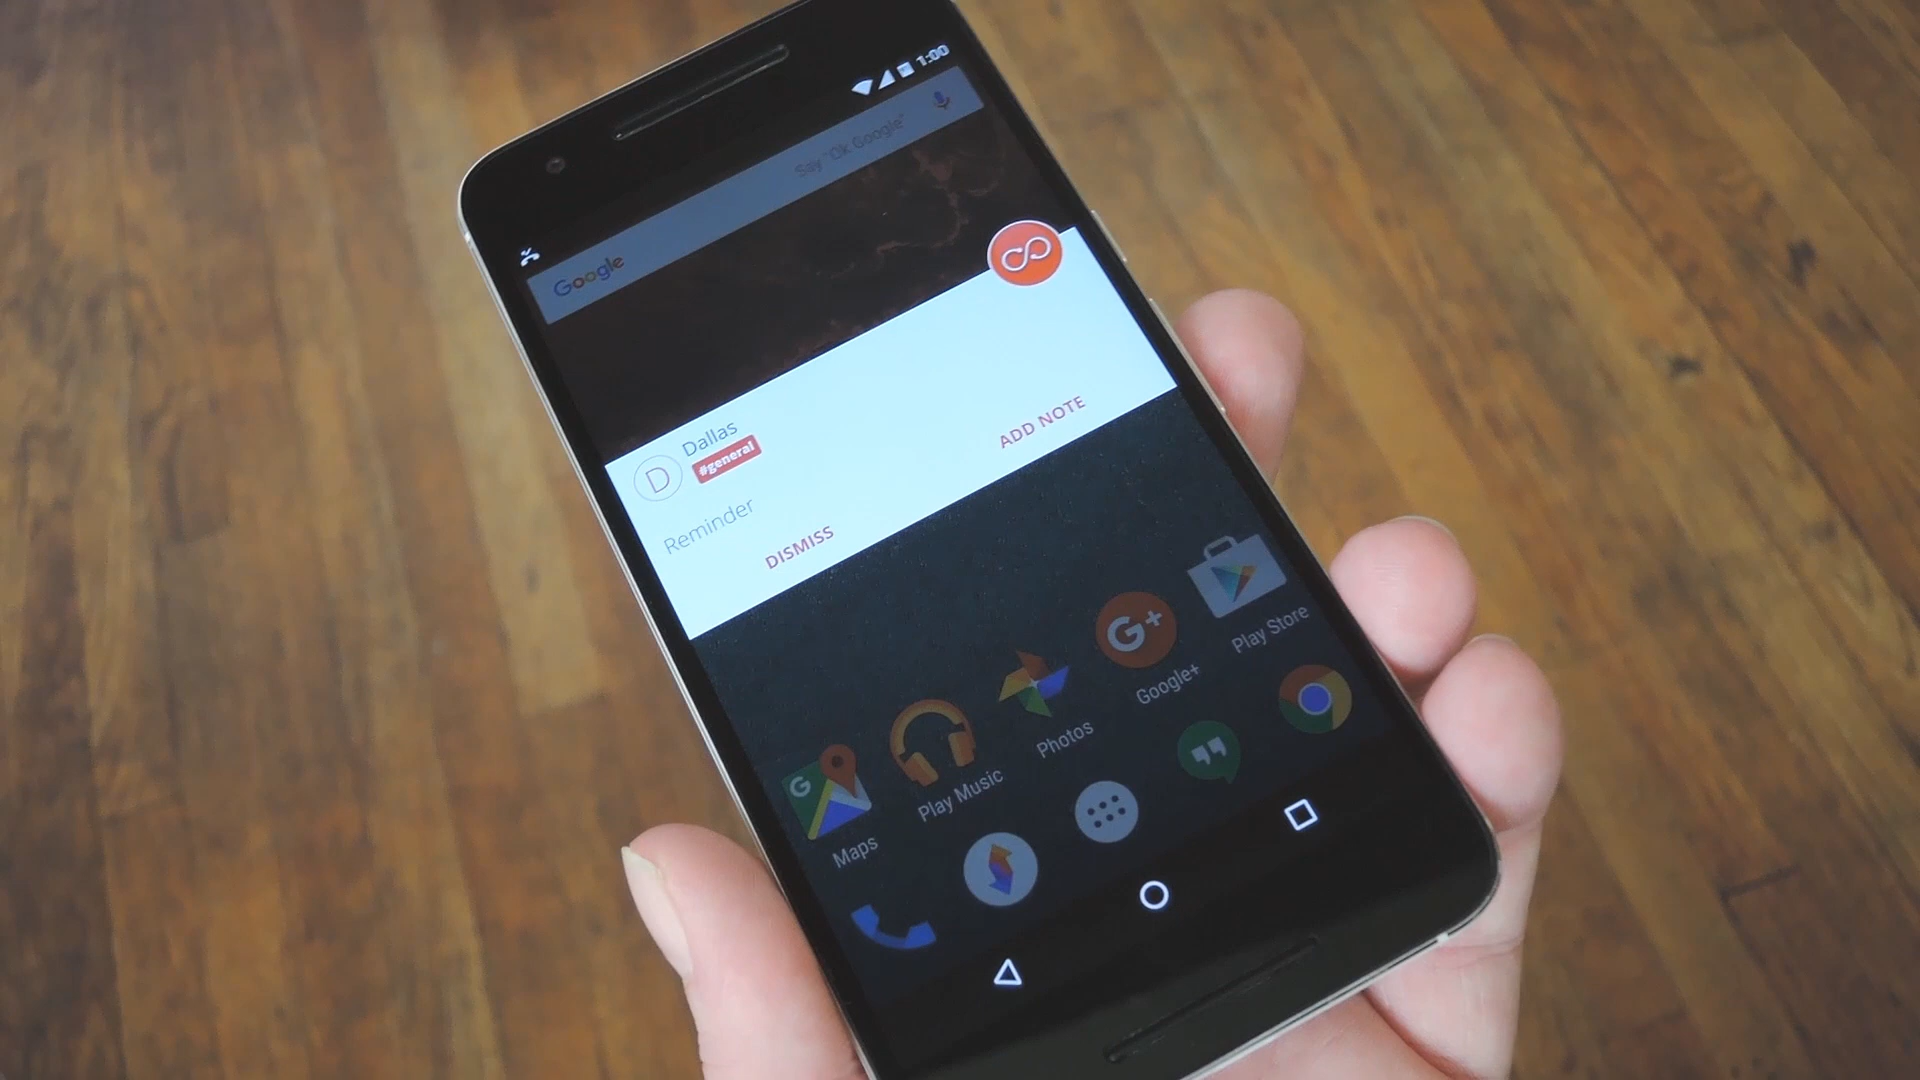 1:00
Google
Say "Ok Google"
Dallas
#general
D
Reminder
DISMISS
ADD NOTE
Maps
Play Music
Photos
Google+
Play Store
G
G+